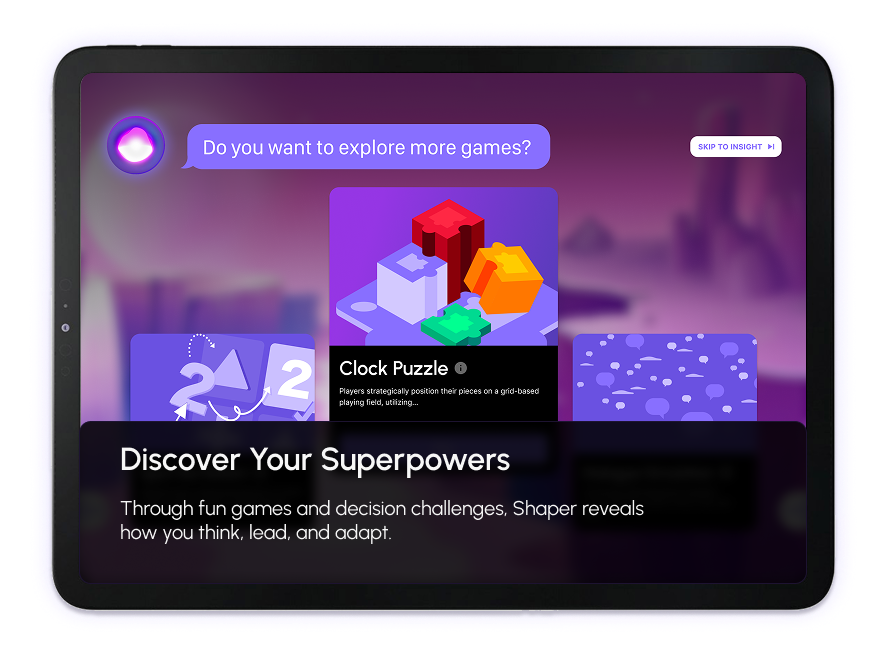 Do you want to explore more games?
SKIP TO INSIGHT
Clock Puzzle
Players strategically position their pieces on a grid-based
playing field, utilizing...
2
2
Discover Your Superpowers
Through fun games and decision challenges, Shaper reveals
how you think, lead, and adapt.